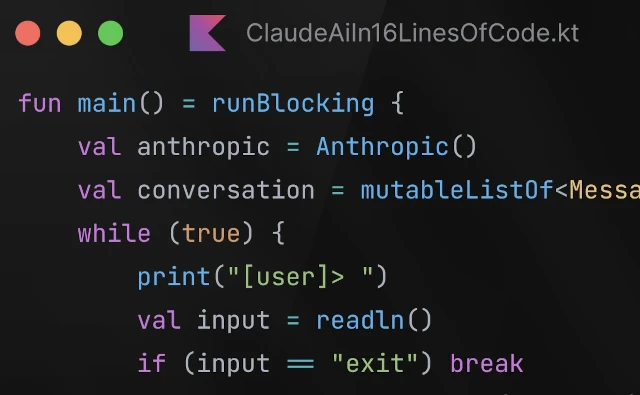 ClaudeAiIn16LinesOfCode.kt
fun main() = runBlocking {
    val anthropic = Anthropic()
    val conversation = mutableListOf<Messa
    while (true) {
        print("[user]> ")
        val input = readln()
        if (input == "exit") break